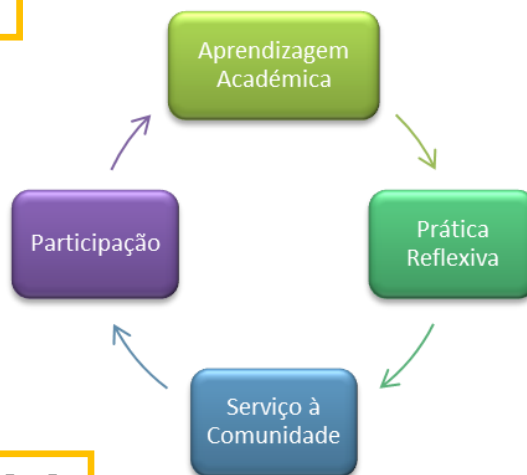 Aprendizagem
Académica
Participação
Prática
Reflexiva
Serviço à
Comunidade